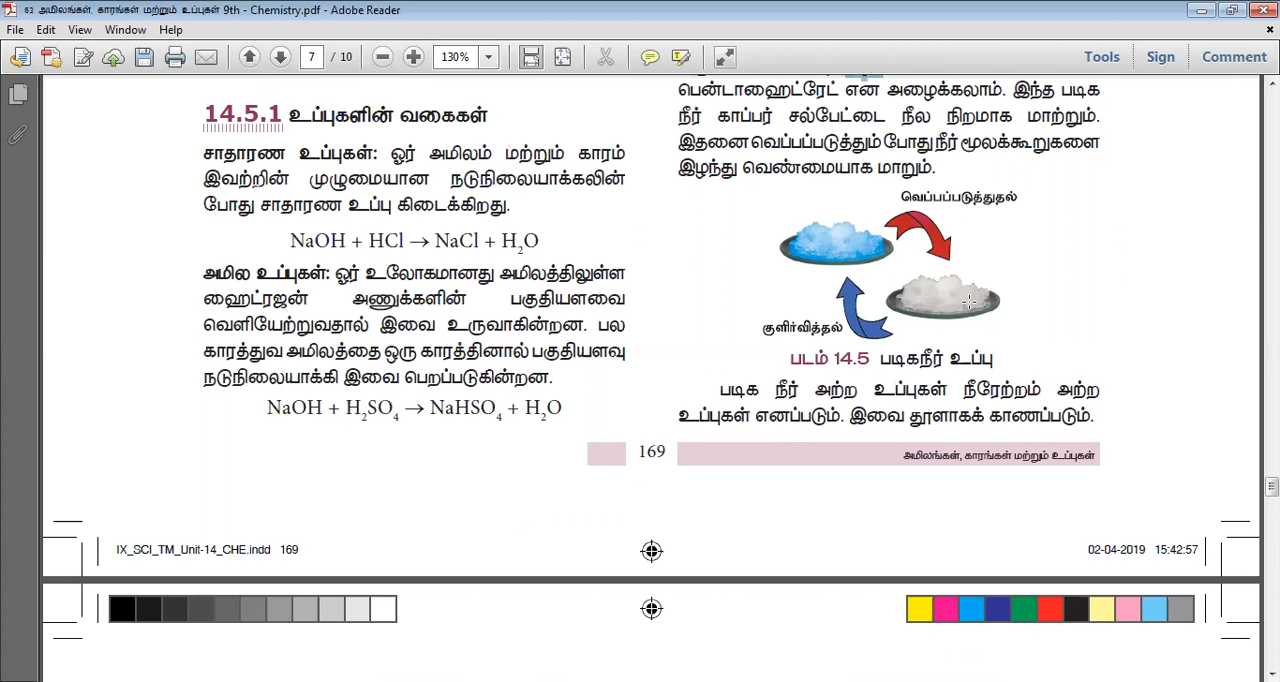 63 அமிலங்கள், காரங்கள் மற்றும் உப்புகள் 9th - Chemistry.pdf - Adobe Reader
File Edit View Window Help
7 / 10 130% Tools Sign Comment
14.5.1 உப்புகளின் வகைகள்
சாதாரண உப்புகள்: ஓர் அமிலம் மற்றும் காரம்
இவற்றின் முழுமையான நடுநிலையாக்கலின்
போது சாதாரண உப்பு கிடைக்கிறது.
NaOH + HCl → NaCl + H₂O
அமில உப்புகள்: ஓர் உலோகமானது அமிலத்திலுள்ள
ஹைட்ரஜன் அணுக்களின் பகுதியளவை
வெளியேற்றுவதால் இவை உருவாகின்றன. பல
காரத்துவ அமிலத்தை ஒரு காரத்தினால் பகுதியளவு
நடுநிலையாக்கி இவை பெறப்படுகின்றன.
NaOH + H₂SO₄ → NaHSO₄ + H₂O
பென்டாஹைட்ரேட் என அழைக்கலாம். இந்த படிக
நீர் காப்பர் சல்பேட்டை நீல நிறமாக மாற்றும்.
இதனை வெப்பப்படுத்தும் போது நீர் மூலக்கூறுகளை
இழந்து வெண்மையாக மாறும்.
வெப்பப்படுத்துதல்
குளிர்வித்தல்
படம் 14.5 படிகநீர் உப்பு
படிக நீர் அற்ற உப்புகள் நீரேற்றம் அற்ற
உப்புகள் எனப்படும். இவை தூளாகக் காணப்படும்.
169 அமிலங்கள், காரங்கள் மற்றும் உப்புகள்
IX_SCI_TM_Unit-14_CHE.indd 169 02-04-2019 15:42:57